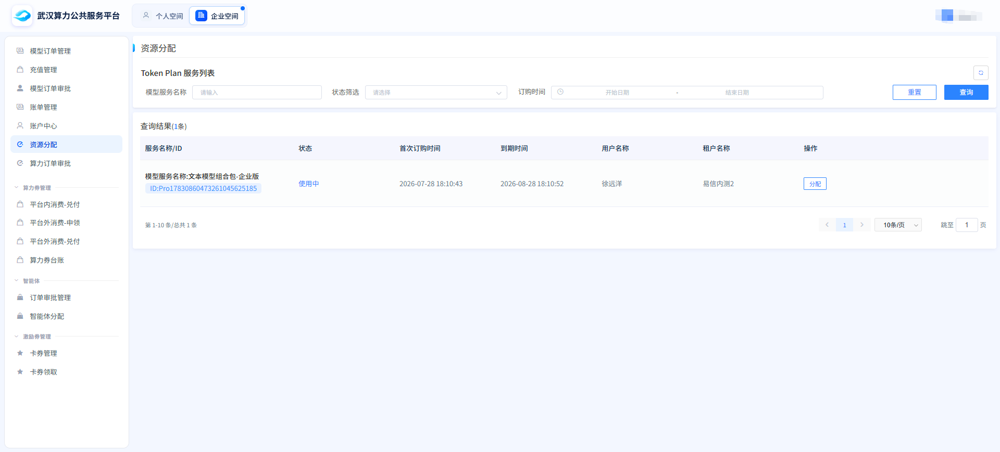 武汉算力公共服务平台
个人空间
企业空间
模型订单管理
充值管理
模型订单审批
账单管理
账户中心
资源分配
算力订单审批
算力券管理
平台内消费-兑付
平台外消费-申领
平台外消费-兑付
算力券台账
智能体
订单审批管理
智能体分配
激励券管理
卡券管理
卡券领取
资源分配
Token Plan 服务列表
模型服务名称 请输入 状态筛选 请选择 订购时间 开始日期 - 结束日期 重置 查询
查询结果(1条)
服务名称/ID 状态 首次订购时间 到期时间 用户名称 租户名称 操作
模型服务名称:文本模型组合包-企业版
ID:Pro17830860473261045625185
使用中 2026-07-28 18:10:43 2026-08-28 18:10:52 徐远洋 易信内测2 分配
第 1-10 条/总共 1 条
1 10条/页 跳至 1 页